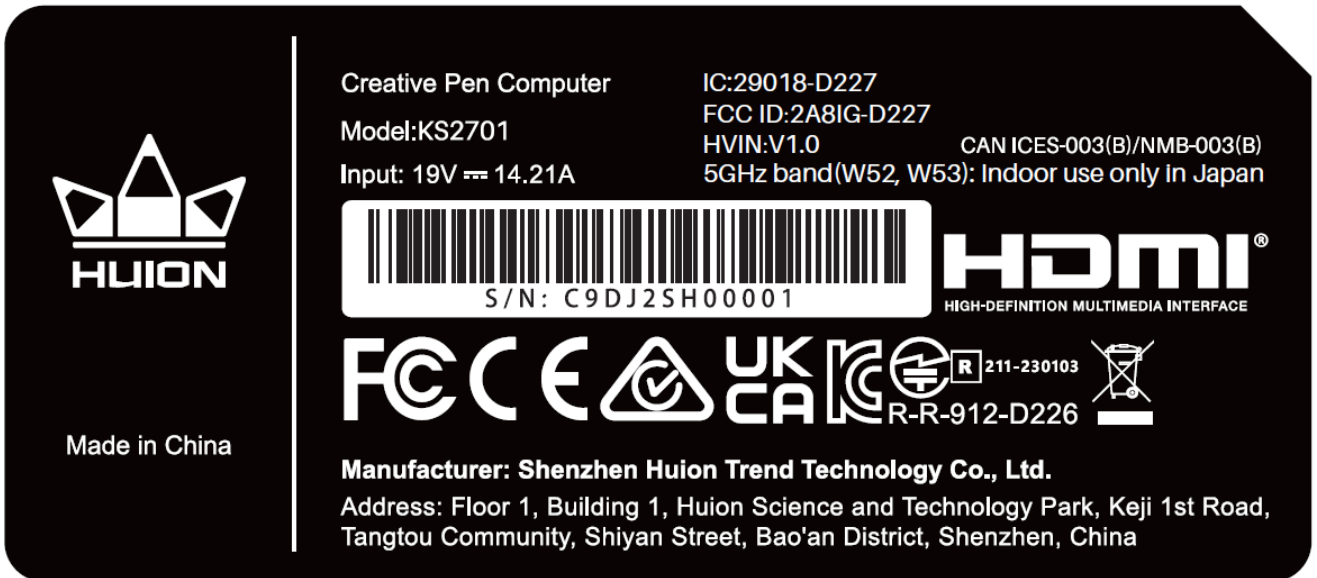 HUION
Made in China
Creative Pen Computer
Model:KS2701
Input: 19V ⎓ 14.21A
IC:29018-D227
FCC ID:2A8IG-D227
HVIN:V1.0
CAN ICES-003(B)/NMB-003(B)
5GHz band(W52, W53): Indoor use only in Japan
S/N: C9DJ2SH00001
HDMI®
HIGH-DEFINITION MULTIMEDIA INTERFACE
FC CE UK CA KC R 211-230103
R-R-912-D226
Manufacturer: Shenzhen Huion Trend Technology Co., Ltd.
Address: Floor 1, Building 1, Huion Science and Technology Park, Keji 1st Road,
Tangtou Community, Shiyan Street, Bao'an District, Shenzhen, China